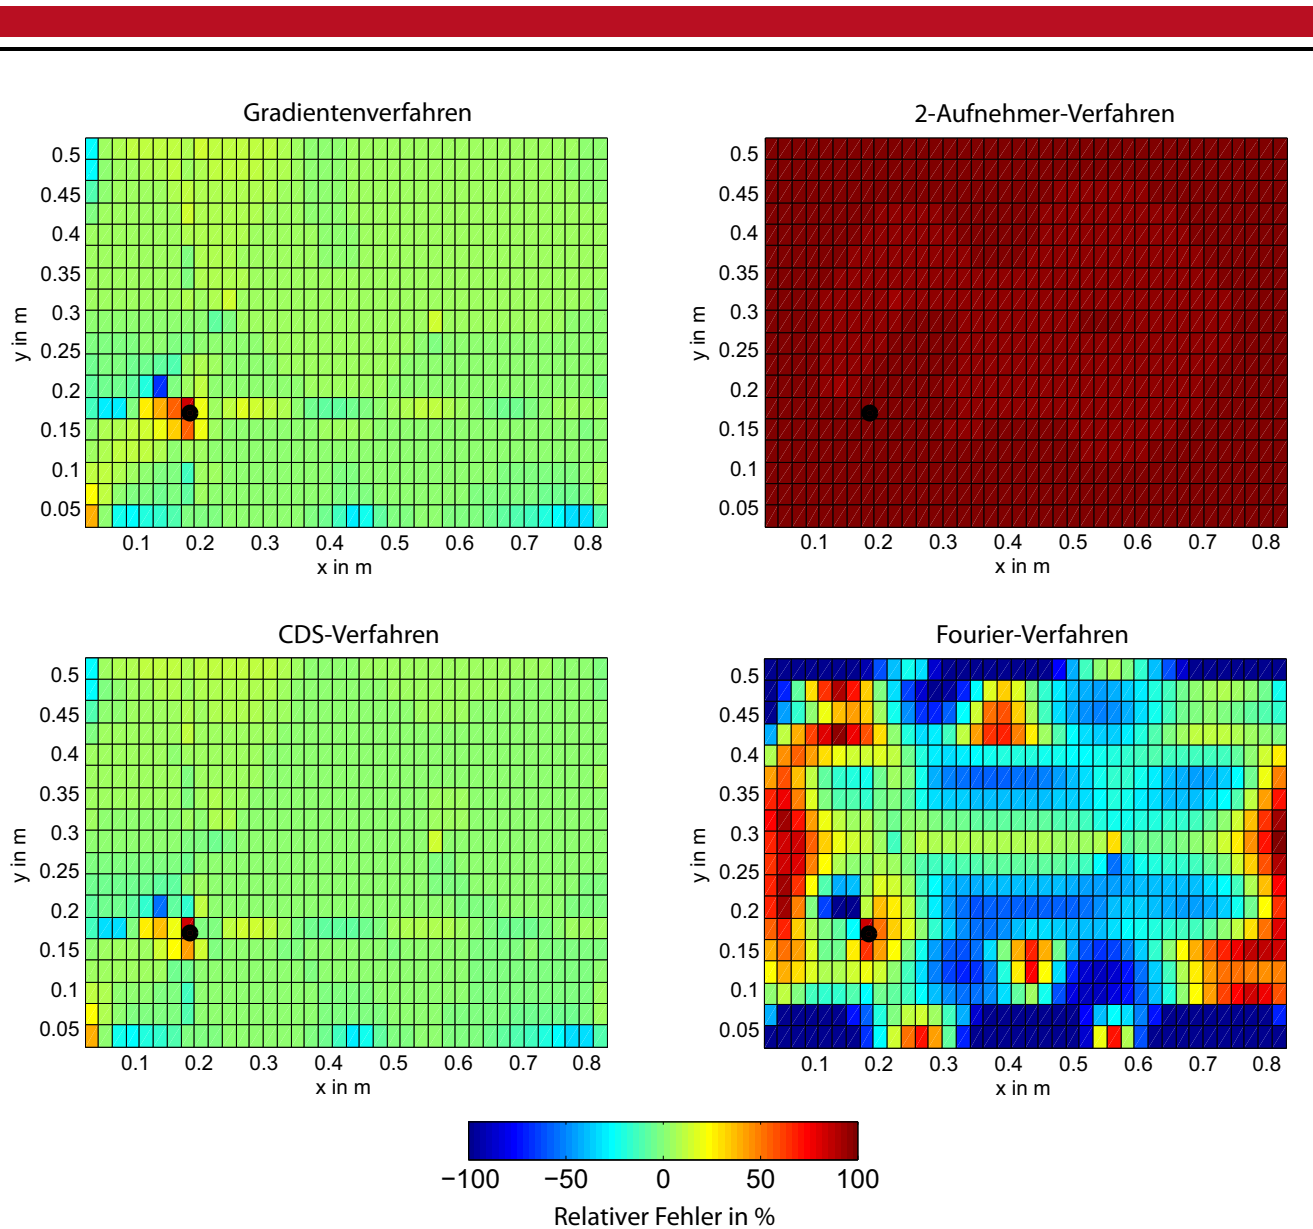 Gradientenverfahren
0.5
0.45
0.4
0.35
0.3
0.25
0.2
0.15
0.1
0.05
y in m
0.1 0.2 0.3 0.4 0.5 0.6 0.7 0.8
x in m
2-Aufnehmer-Verfahren
0.5
0.45
0.4
0.35
0.3
0.25
0.2
0.15
0.1
0.05
y in m
0.1 0.2 0.3 0.4 0.5 0.6 0.7 0.8
x in m
CDS-Verfahren
0.5
0.45
0.4
0.35
0.3
0.25
0.2
0.15
0.1
0.05
y in m
0.1 0.2 0.3 0.4 0.5 0.6 0.7 0.8
x in m
Fourier-Verfahren
0.5
0.45
0.4
0.35
0.3
0.25
0.2
0.15
0.1
0.05
y in m
0.1 0.2 0.3 0.4 0.5 0.6 0.7 0.8
x in m
−100 −50 0 50 100
Relativer Fehler in %